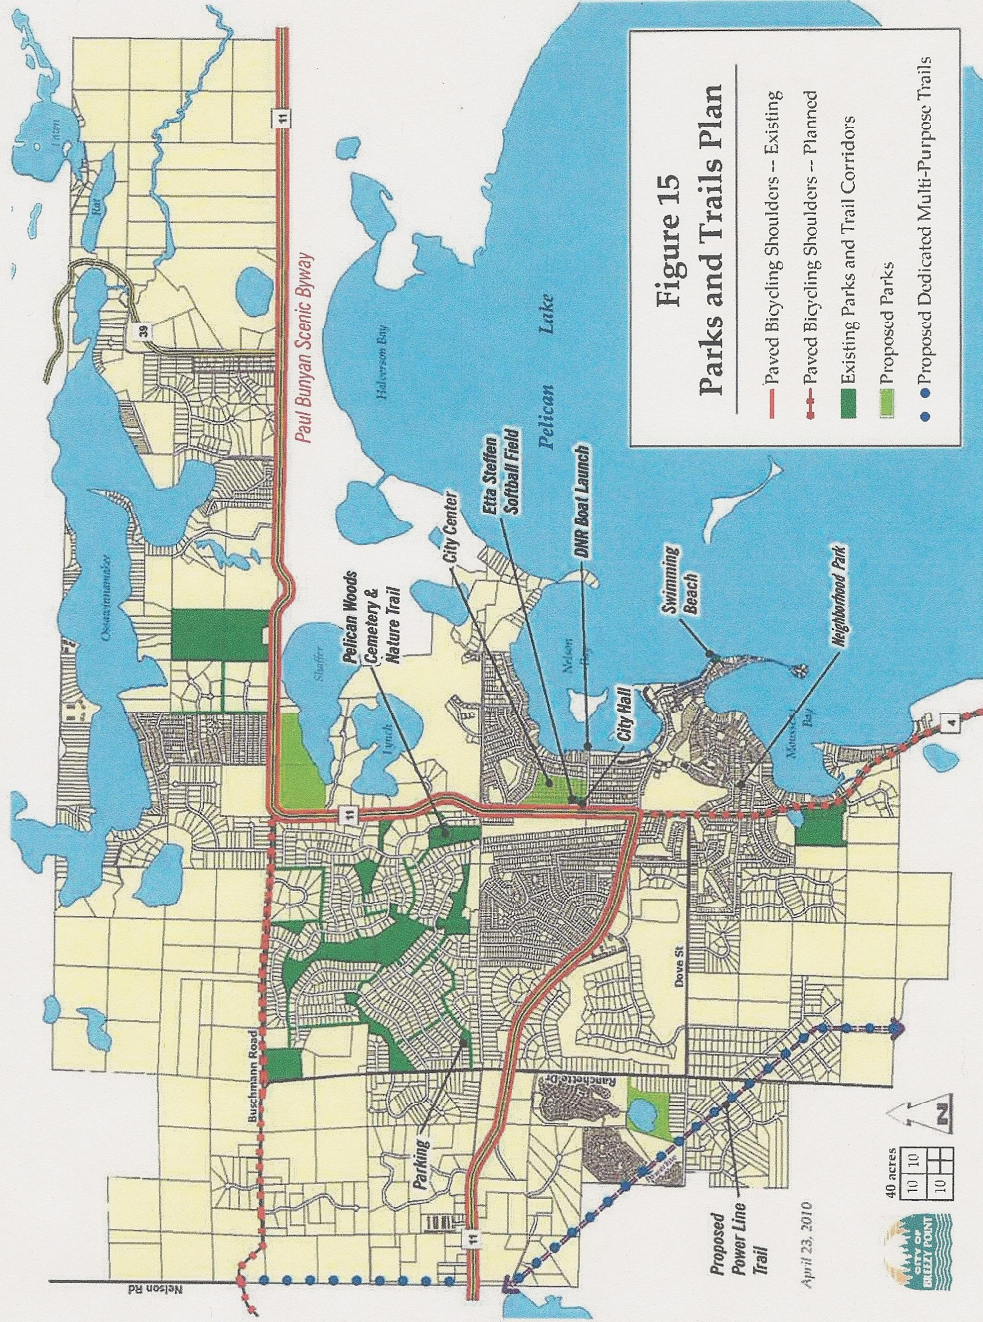 Figure 15
Parks and Trails Plan
Paved Bicycling Shoulders -- Existing
Paved Bicycling Shoulders -- Planned
Existing Parks and Trail Corridors
Proposed Parks
Proposed Dedicated Multi-Purpose Trails
Nelson Rd
Buschmann Road
Ossawinnamakee
Rat
39
11
Paul Bunyan Scenic Byway
Halverson Bay
Pelican Lake
Shaffer
Lynch
Pelican Woods
Cemetery &
Nature Trail
City Center
Etta Steffen
Softball Field
DNR Boat Launch
Nelson
Bay
City Hall
Swimming
Beach
Neighborhood Park
Bay
4
11
11
Parking
Ranchette Dr
Dove St
Proposed
Power Line
Trail
April 23, 2010
CITY OF
BREEZY POINT
40 acres
10 10
10
N